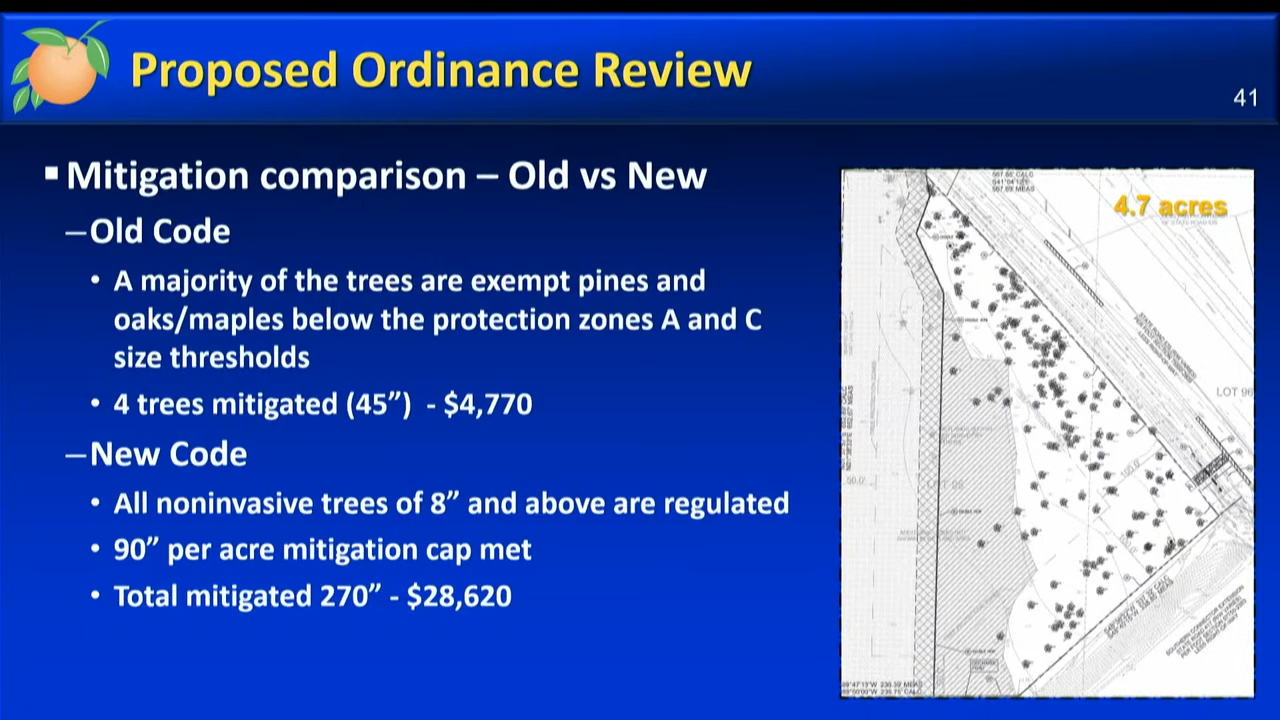 Proposed Ordinance Review
41
▪ Mitigation comparison – Old vs New
–Old Code
• A majority of the trees are exempt pines and
oaks/maples below the protection zones A and C
size thresholds
• 4 trees mitigated (45”) - $4,770
–New Code
• All noninvasive trees of 8” and above are regulated
• 90” per acre mitigation cap met
• Total mitigated 270” - $28,620
4.7 acres
LOT 96